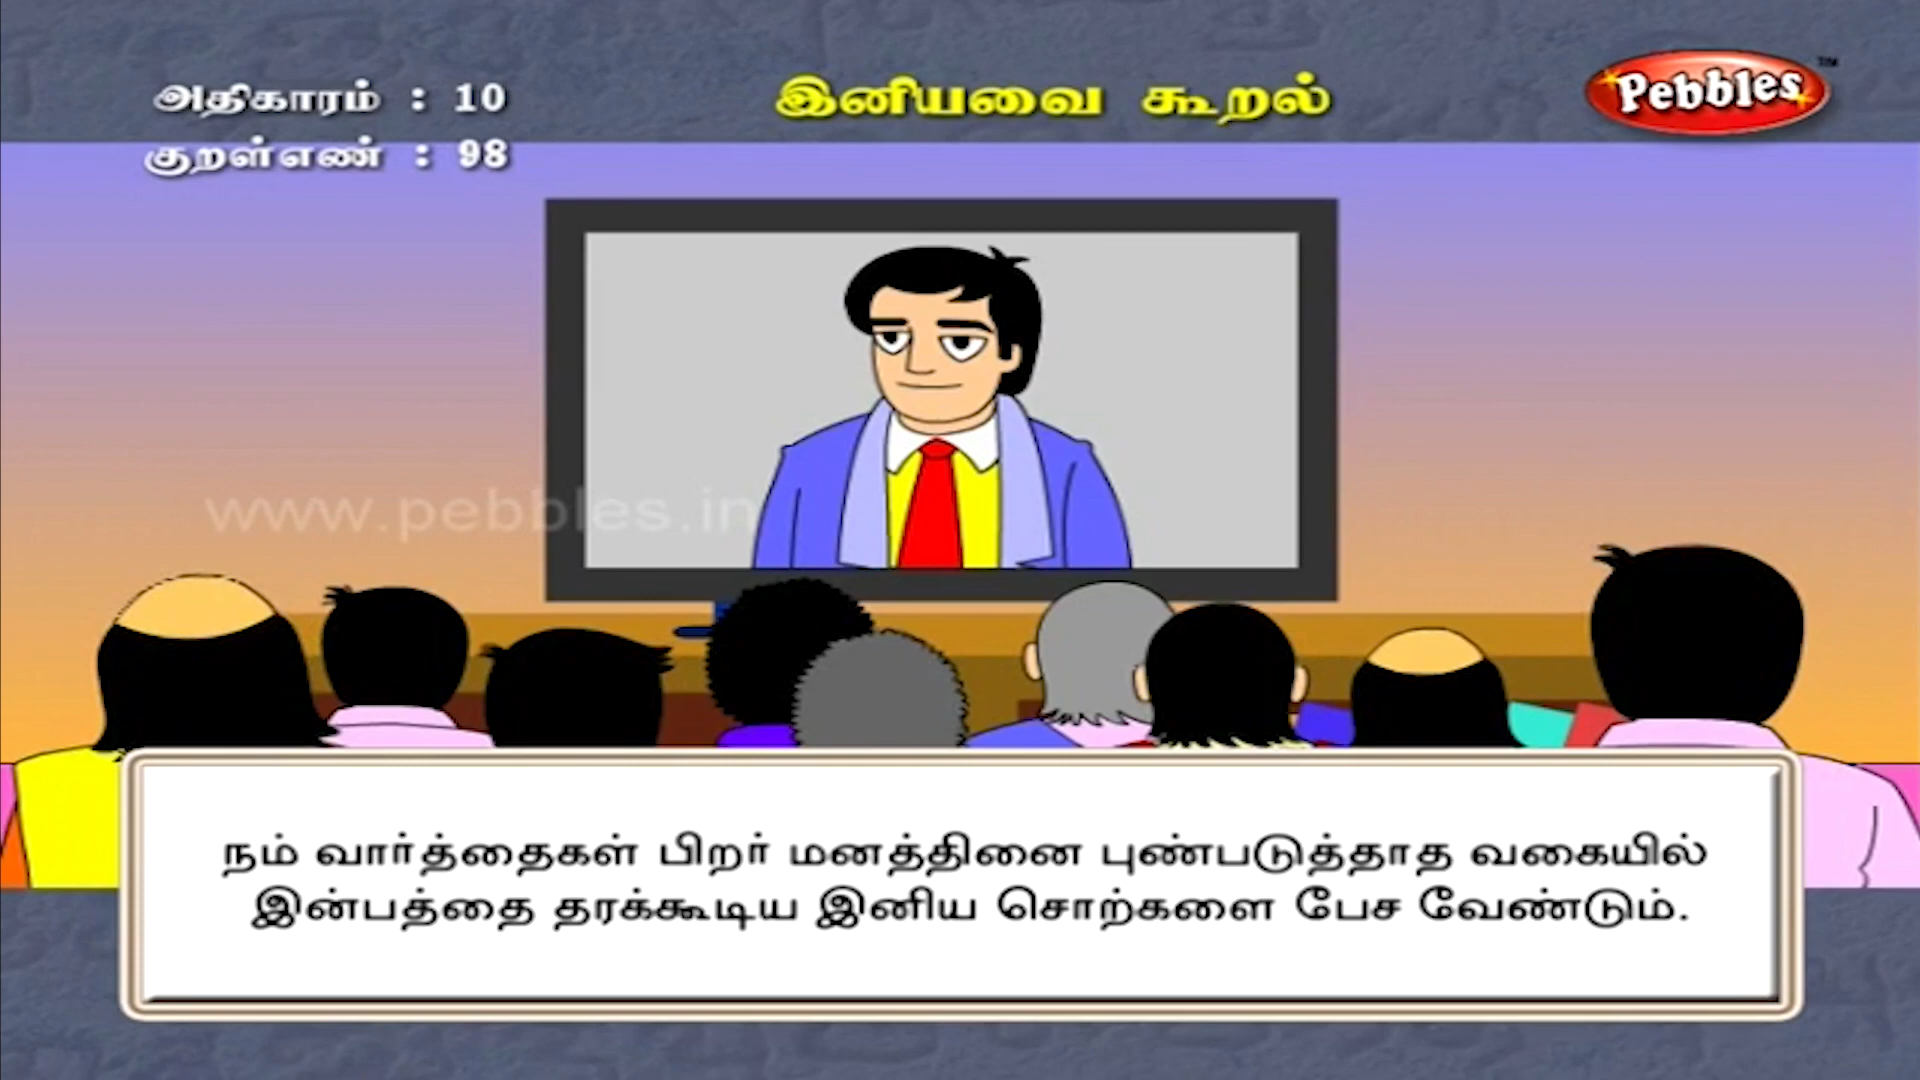 அதிகாரம் : 10
இனியவை கூறல்
Pebbles™
குறள்எண் : 98
www.pebbles.in
நம் வார்த்தைகள் பிறர் மனத்தினை புண்படுத்தாத வகையில்
இன்பத்தை தரக்கூடிய இனிய சொற்களை பேச வேண்டும்.